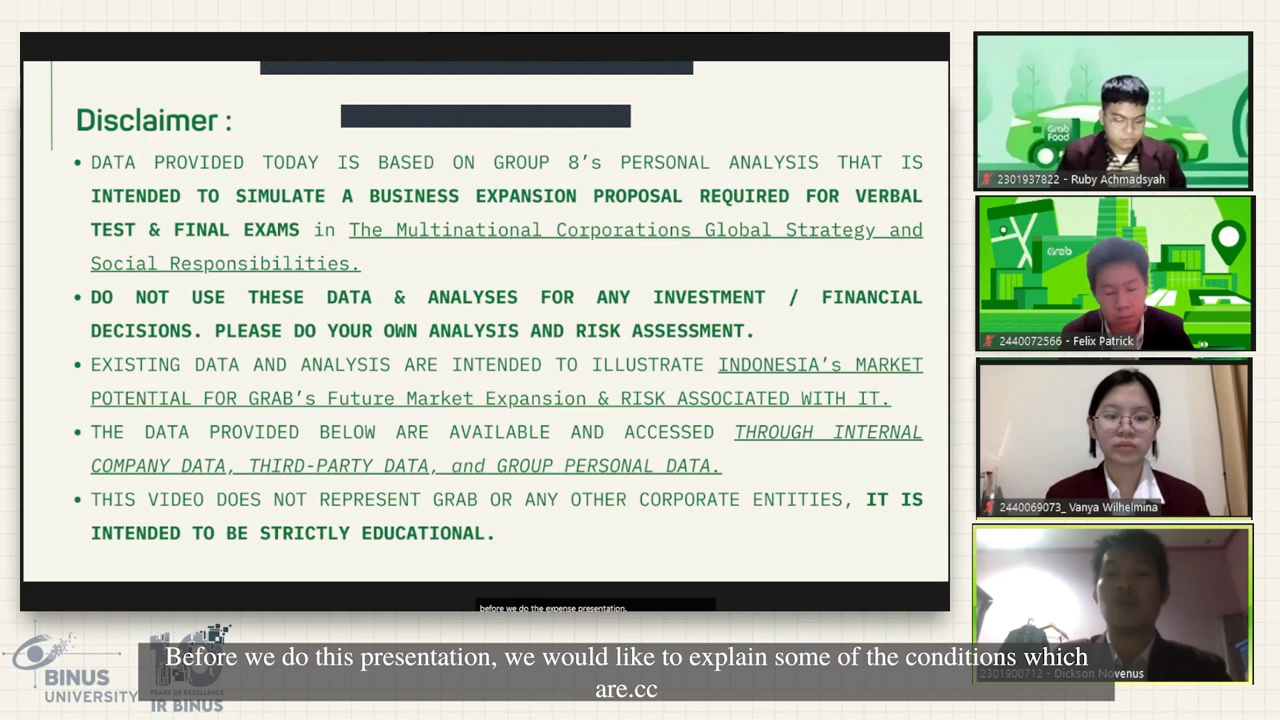 Disclaimer :
• DATA PROVIDED TODAY IS BASED ON GROUP 8’s PERSONAL ANALYSIS THAT IS
INTENDED TO SIMULATE A BUSINESS EXPANSION PROPOSAL REQUIRED FOR VERBAL
TEST & FINAL EXAMS in The Multinational Corporations Global Strategy and
Social Responsibilities.
• DO NOT USE THESE DATA & ANALYSES FOR ANY INVESTMENT / FINANCIAL
DECISIONS. PLEASE DO YOUR OWN ANALYSIS AND RISK ASSESSMENT.
• EXISTING DATA AND ANALYSIS ARE INTENDED TO ILLUSTRATE INDONESIA’s MARKET
POTENTIAL FOR GRAB’s Future Market Expansion & RISK ASSOCIATED WITH IT.
• THE DATA PROVIDED BELOW ARE AVAILABLE AND ACCESSED THROUGH INTERNAL
COMPANY DATA, THIRD-PARTY DATA, and GROUP PERSONAL DATA.
• THIS VIDEO DOES NOT REPRESENT GRAB OR ANY OTHER CORPORATE ENTITIES, IT IS
INTENDED TO BE STRICTLY EDUCATIONAL.
before we do the expense presentation.
Grab
Food
2301937822 - Ruby Achmadsyah
Grab
2440072566 - Felix Patrick
2440069073_ Vanya Wilhelmina
2301900712 - Dickson Novenus
BINUS
UNIVERSITY
YEARS OF EXCELLENCE
IR BINUS
Before we do this presentation, we would like to explain some of the conditions which
are.cc